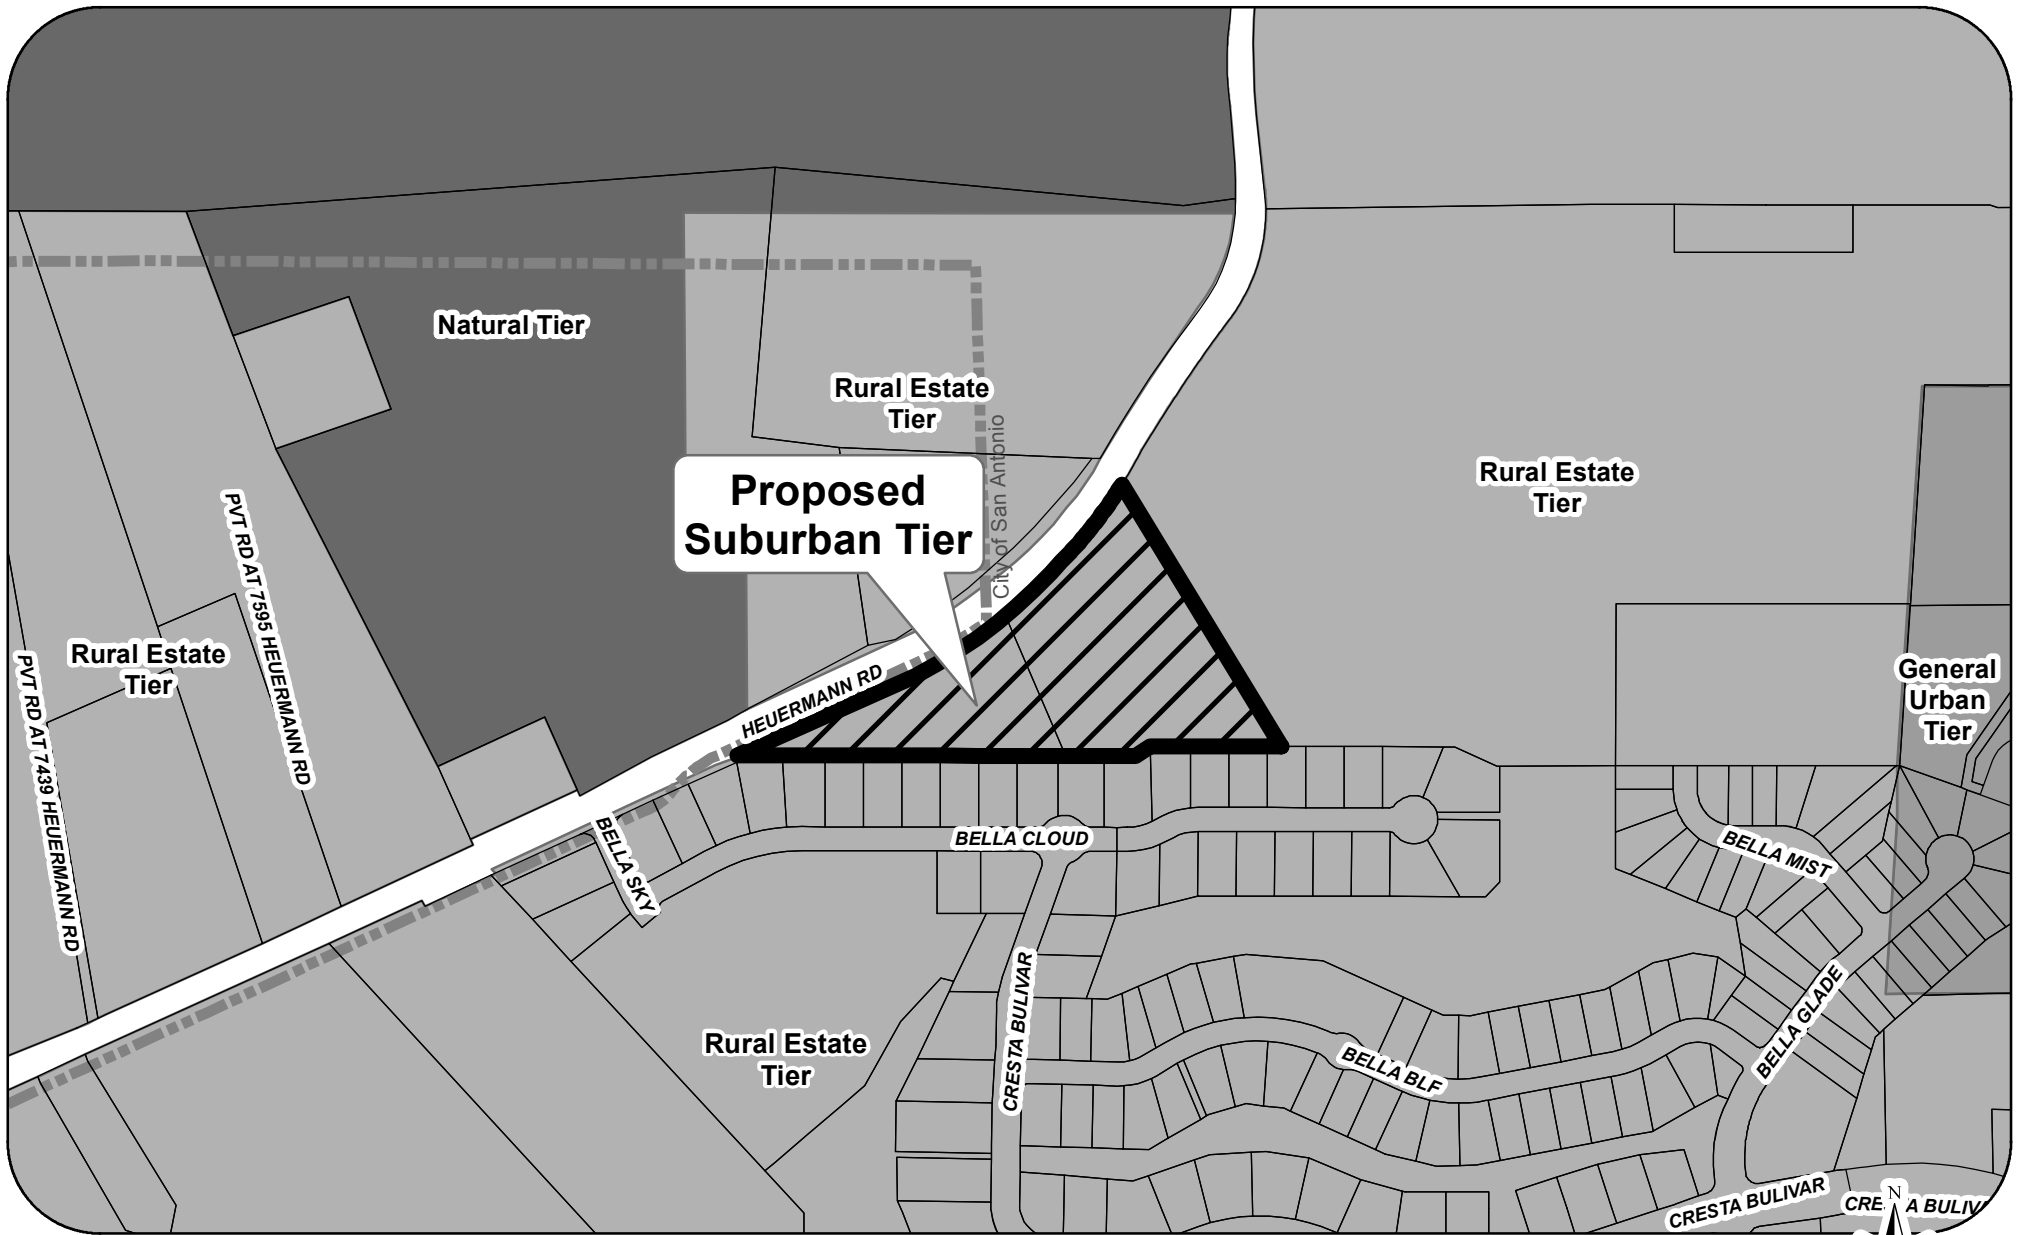 Natural Tier
Rural Estate
Tier
Rural Estate
Tier
City of San Antonio
Proposed
Suburban Tier
PVT RD AT 7595 HEUERMANN RD
Rural Estate
Tier
PVT RD AT 7439 HEUERMANN RD
HEUERMANN RD
General
Urban
Tier
BELLA SKY
BELLA CLOUD
BELLA MIST
CRESTA BULIVAR
BELLA GLADE
Rural Estate
Tier
BELLA BLF
CRESTA BULIVAR
N